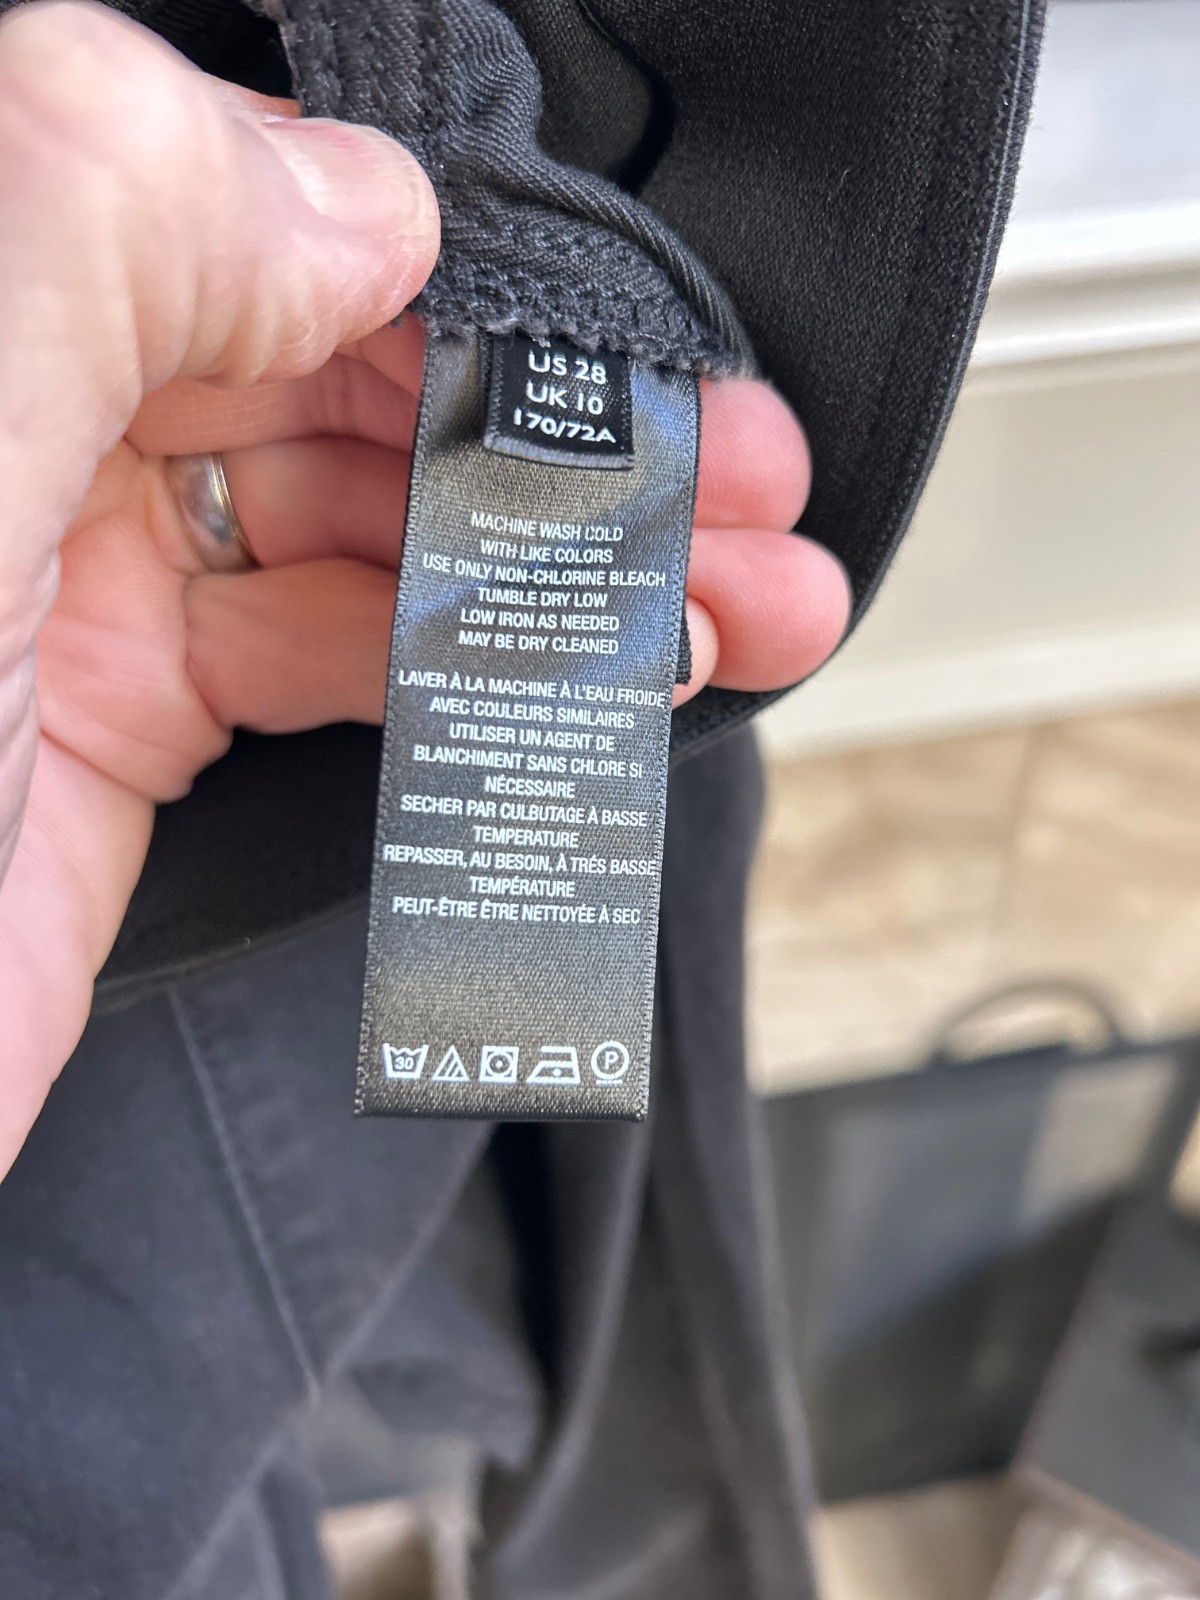 US 28
UK 10
170/72A
MACHINE WASH COLD
WITH LIKE COLORS
USE ONLY NON-CHLORINE BLEACH
TUMBLE DRY LOW
LOW IRON AS NEEDED
MAY BE DRY CLEANED
LAVER À LA MACHINE À L'EAU FROIDE
AVEC COULEURS SIMILAIRES
UTILISER UN AGENT DE
BLANCHIMENT SANS CHLORE SI
NÉCESSAIRE
SECHER PAR CULBUTAGE À BASSE
TEMPERATURE
REPASSER, AU BESOIN, À TRÉS BASSE
TEMPÉRATURE
PEUT-ÊTRE ÊTRE NETTOYÉE À SEC
30 P